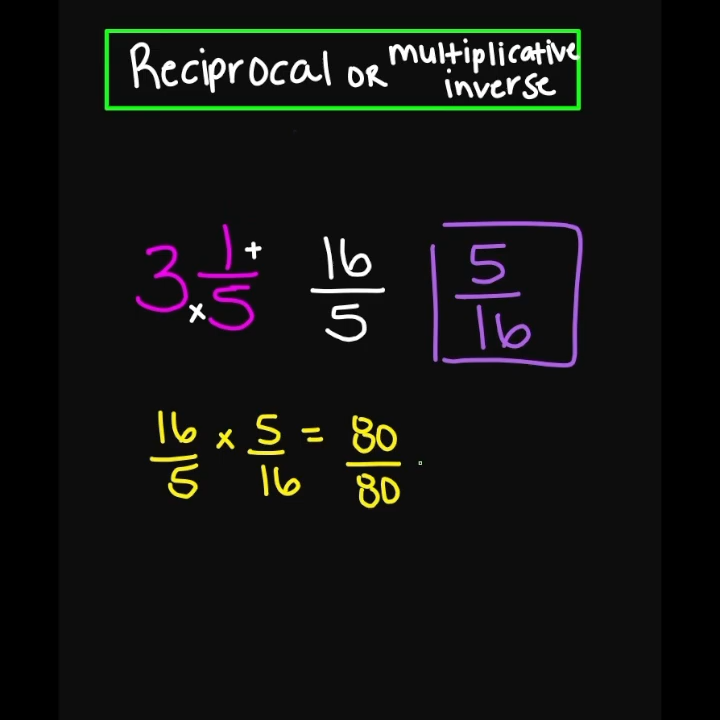 Reciprocal OR multiplicative inverse
3 1/5 + x 16/5 5/16
16/5 x 5/16 = 80/80